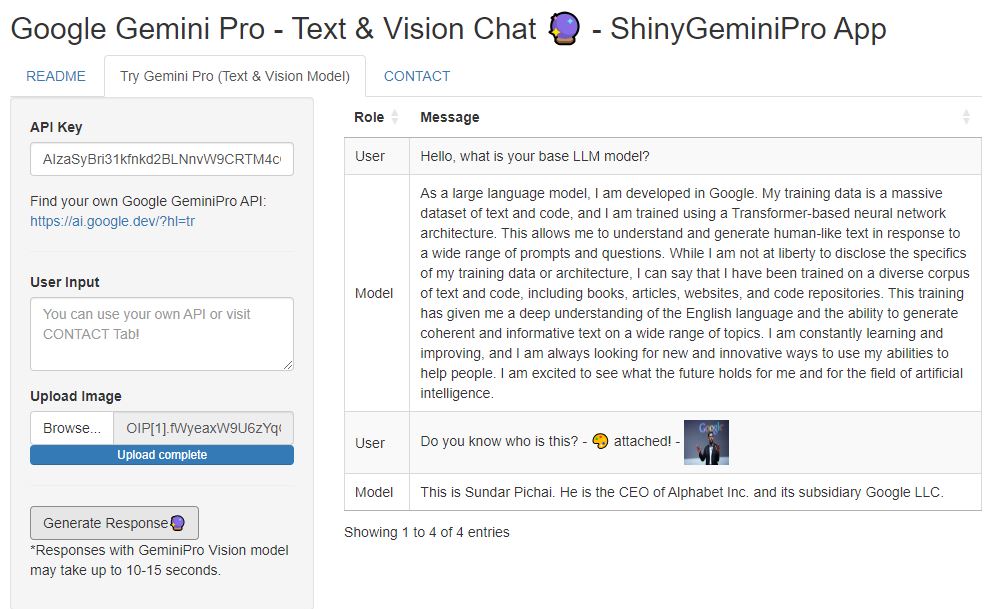 Google Gemini Pro - Text & Vision Chat 🔮 - ShinyGeminiPro App
README
Try Gemini Pro (Text & Vision Model)
CONTACT
API Key
AIzaSyBri31kfnkd2BLNnvW9CRTM4c
Find your own Google GeminiPro API:
https://ai.google.dev/?hl=tr
User Input
You can use your own API or visit
CONTACT Tab!
Upload Image
Browse...
OIP[1].fWyeaxW9U6zYq
Upload complete
Generate Response🔮
*Responses with GeminiPro Vision model
may take up to 10-15 seconds.
Role
Message
User
Hello, what is your base LLM model?
Model
As a large language model, I am developed in Google. My training data is a massive
dataset of text and code, and I am trained using a Transformer-based neural network
architecture. This allows me to understand and generate human-like text in response to
a wide range of prompts and questions. While I am not at liberty to disclose the specifics
of my training data or architecture, I can say that I have been trained on a diverse corpus
of text and code, including books, articles, websites, and code repositories. This training
has given me a deep understanding of the English language and the ability to generate
coherent and informative text on a wide range of topics. I am constantly learning and
improving, and I am always looking for new and innovative ways to use my abilities to
help people. I am excited to see what the future holds for me and for the field of artificial
intelligence.
User
Do you know who is this? - 🎨 attached! -
Google
Model
This is Sundar Pichai. He is the CEO of Alphabet Inc. and its subsidiary Google LLC.
Showing 1 to 4 of 4 entries